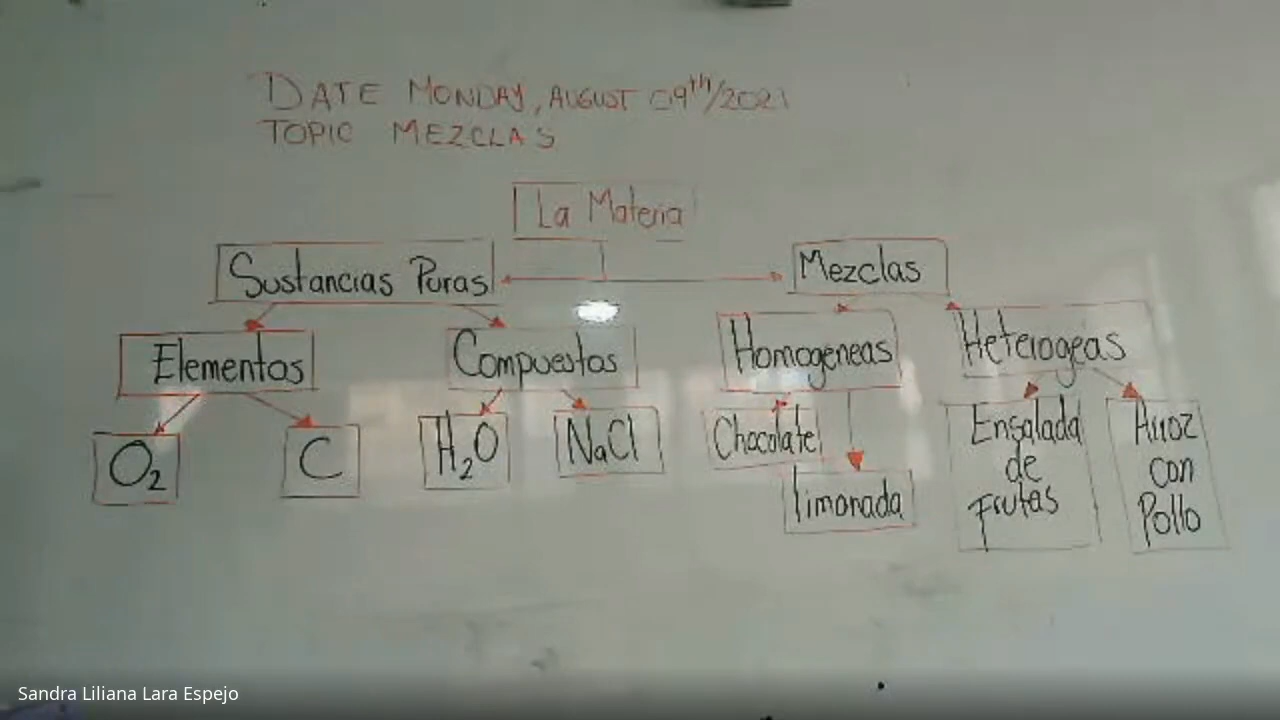 DATE MONDAY, AUGUST 09th/2021
TOPIC MEZCLAS
La Materia
Sustancias Puras
Mezclas
Elementos
Compuestos
Homogeneas
Heterogeas
O2
C
H2O
NaCl
Chocolate
limonada
Ensalada
de
Frutas
Arroz
con
Pollo
Sandra Liliana Lara Espejo